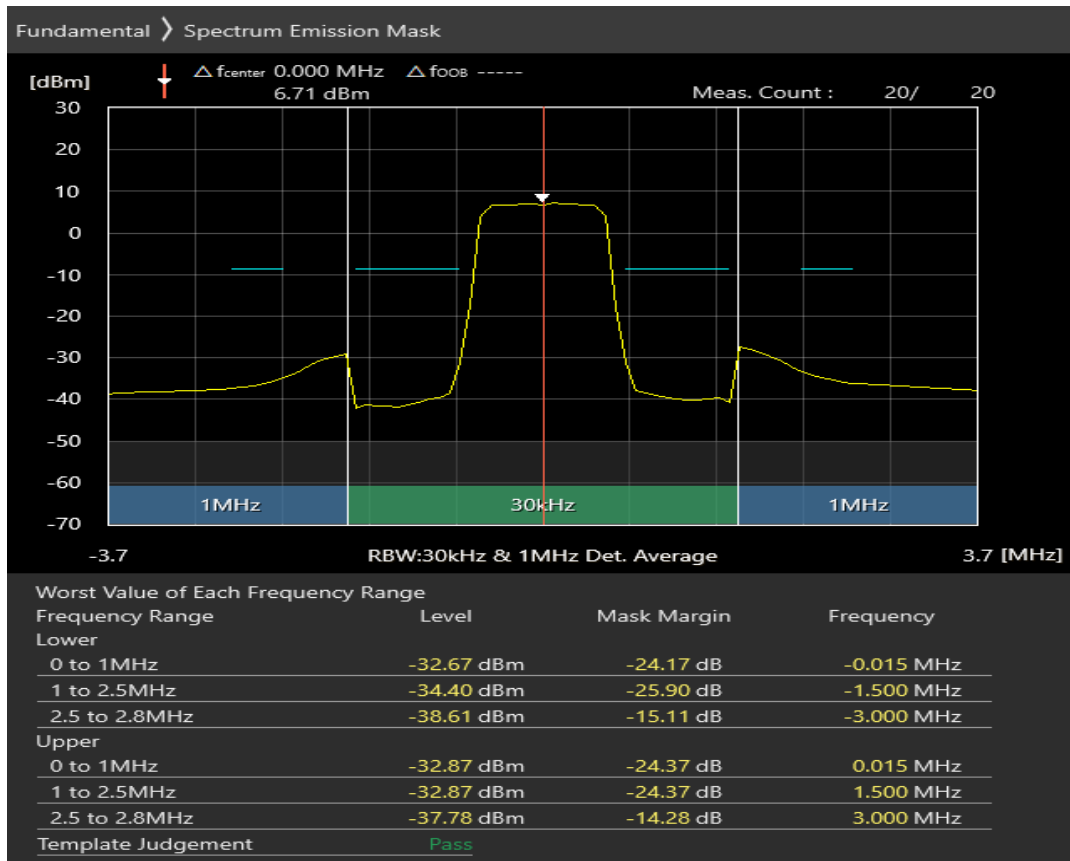 Fundamental ❯ Spectrum Emission Mask
[dBm] △ fcenter 0.000 MHz △ fOOB -----
6.71 dBm Meas. Count : 20/ 20
30
20
10
0
-10
-20
-30
-40
-50
-60
-70
1MHz 30kHz 1MHz
-3.7 RBW:30kHz & 1MHz Det. Average 3.7 [MHz]
Worst Value of Each Frequency Range
Frequency Range Level Mask Margin Frequency
Lower
0 to 1MHz -32.67 dBm -24.17 dB -0.015 MHz
1 to 2.5MHz -34.40 dBm -25.90 dB -1.500 MHz
2.5 to 2.8MHz -38.61 dBm -15.11 dB -3.000 MHz
Upper
0 to 1MHz -32.87 dBm -24.37 dB 0.015 MHz
1 to 2.5MHz -32.87 dBm -24.37 dB 1.500 MHz
2.5 to 2.8MHz -37.78 dBm -14.28 dB 3.000 MHz
Template Judgement Pass